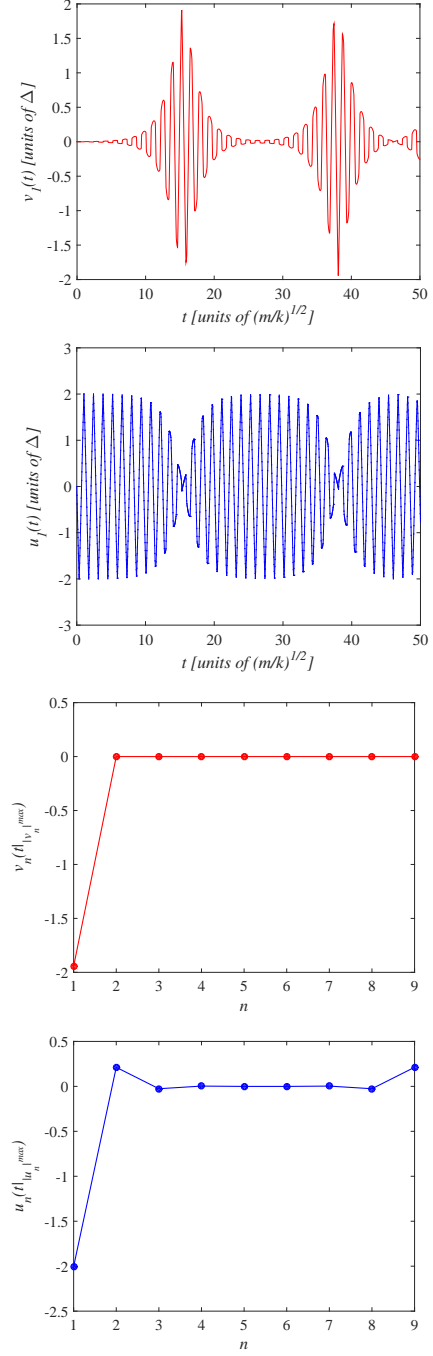 2
1.5
1
0.5
0
-0.5
-1
-1.5
-2
v_1(t) [units of Δ]
0 10 20 30 40 50
t [units of (m/k)^{1/2}]
3
2
1
0
-1
-2
-3
u_1(t) [units of Δ]
0 10 20 30 40 50
t [units of (m/k)^{1/2}]
0.5
0
-0.5
-1
-1.5
-2
v_n(t|_{|v_n|^{max}})
1 2 3 4 5 6 7 8 9
n
0.5
0
-0.5
-1
-1.5
-2
-2.5
u_n(t|_{|u_n|^{max}})
1 2 3 4 5 6 7 8 9
n